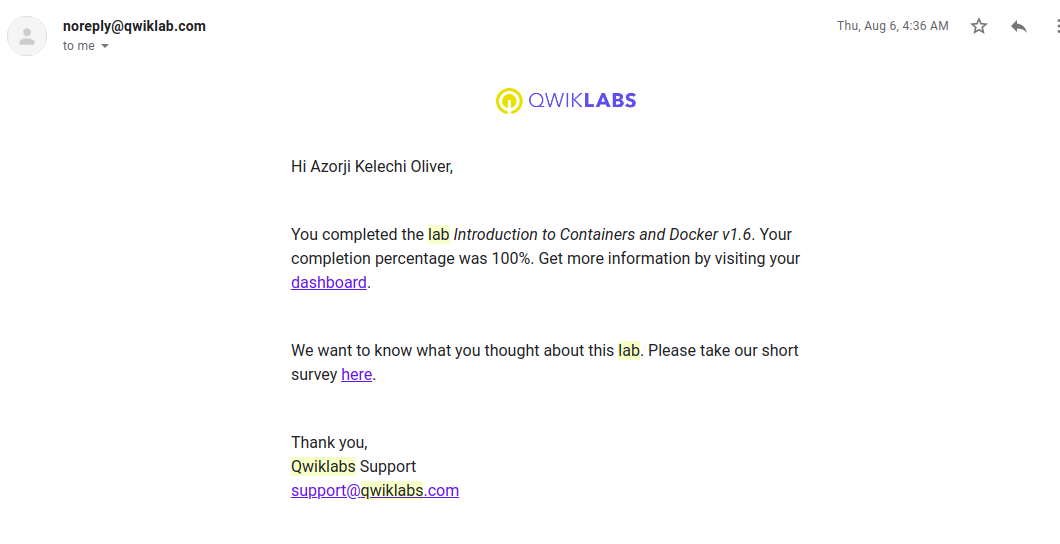 noreply@qwiklab.com
Thu, Aug 6, 4:36 AM
to me
QWIKLABS
Hi Azorji Kelechi Oliver,
You completed the lab Introduction to Containers and Docker v1.6. Your
completion percentage was 100%. Get more information by visiting your
dashboard.
We want to know what you thought about this lab. Please take our short
survey here.
Thank you,
Qwiklabs Support
support@qwiklabs.com